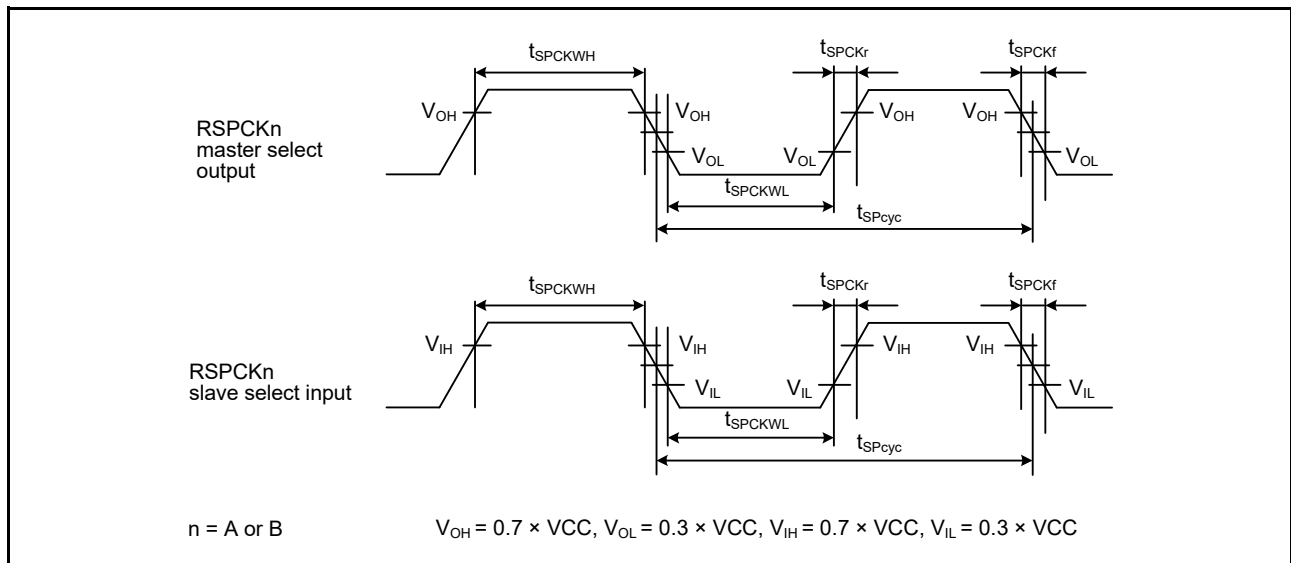 tSPCKWH
tSPCKr
tSPCKf
RSPCKn
master select
output
VOH
VOH
VOL
VOL
VOH
VOH
VOL
tSPCKWL
tSPcyc
tSPCKWH
tSPCKr
tSPCKf
RSPCKn
slave select input
VIH
VIH
VIL
VIL
VIH
VIH
VIL
tSPCKWL
tSPcyc
n = A or B
VOH = 0.7 × VCC, VOL = 0.3 × VCC, VIH = 0.7 × VCC, VIL = 0.3 × VCC